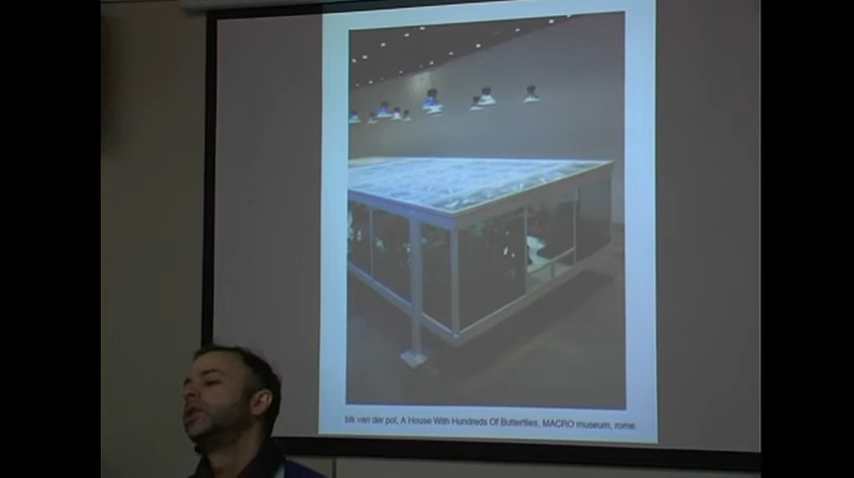 bik van der pol, A House With Hundreds Of Butterflies, MACRO museum, rome.